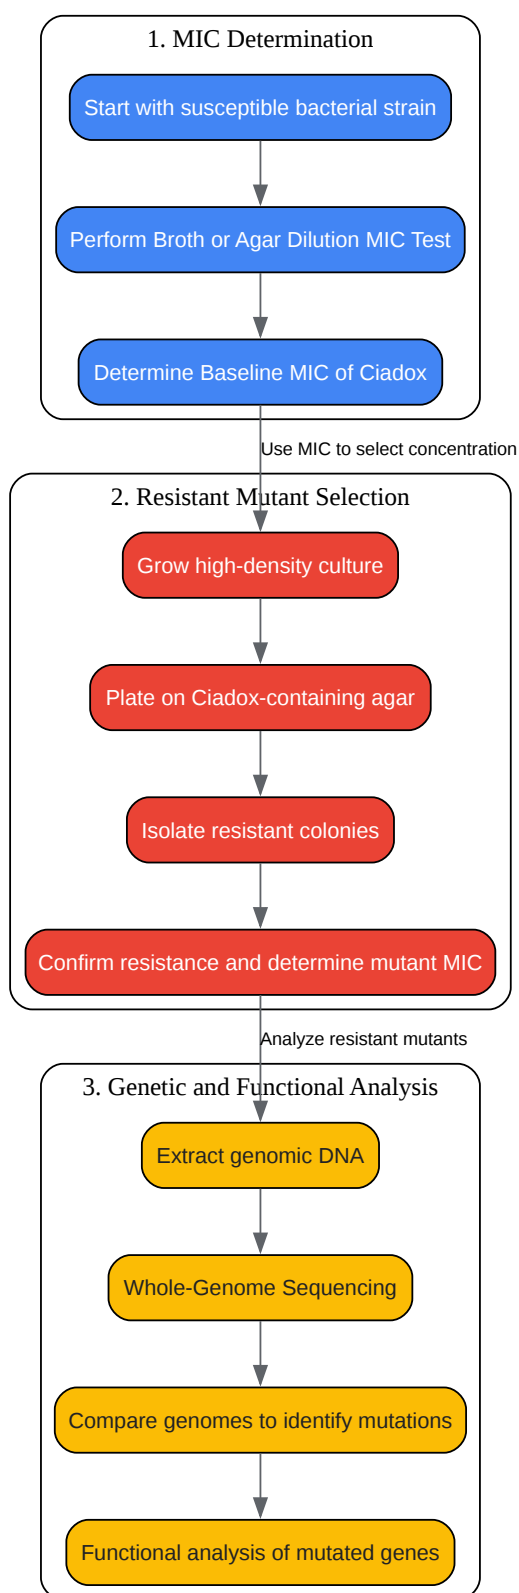 1. MIC Determination
Start with susceptible bacterial strain
Perform Broth or Agar Dilution MIC Test
Determine Baseline MIC of Ciadox
Use MIC to select concentration
2. Resistant Mutant Selection
Grow high-density culture
Plate on Ciadox-containing agar
Isolate resistant colonies
Confirm resistance and determine mutant MIC
Analyze resistant mutants
3. Genetic and Functional Analysis
Extract genomic DNA
Whole-Genome Sequencing
Compare genomes to identify mutations
Functional analysis of mutated genes